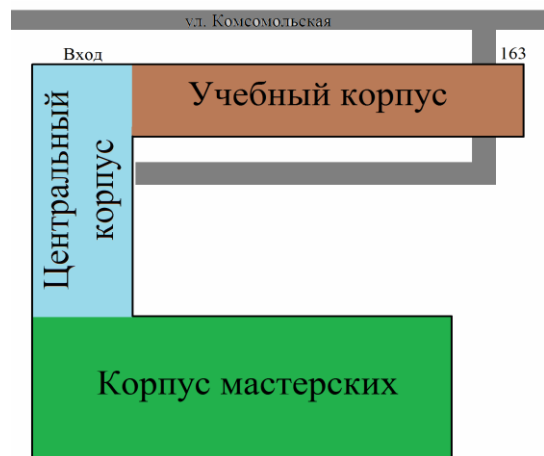 ул. Комсомольская
Вход
163
Учебный корпус
Центральный
корпус
Корпус мастерских